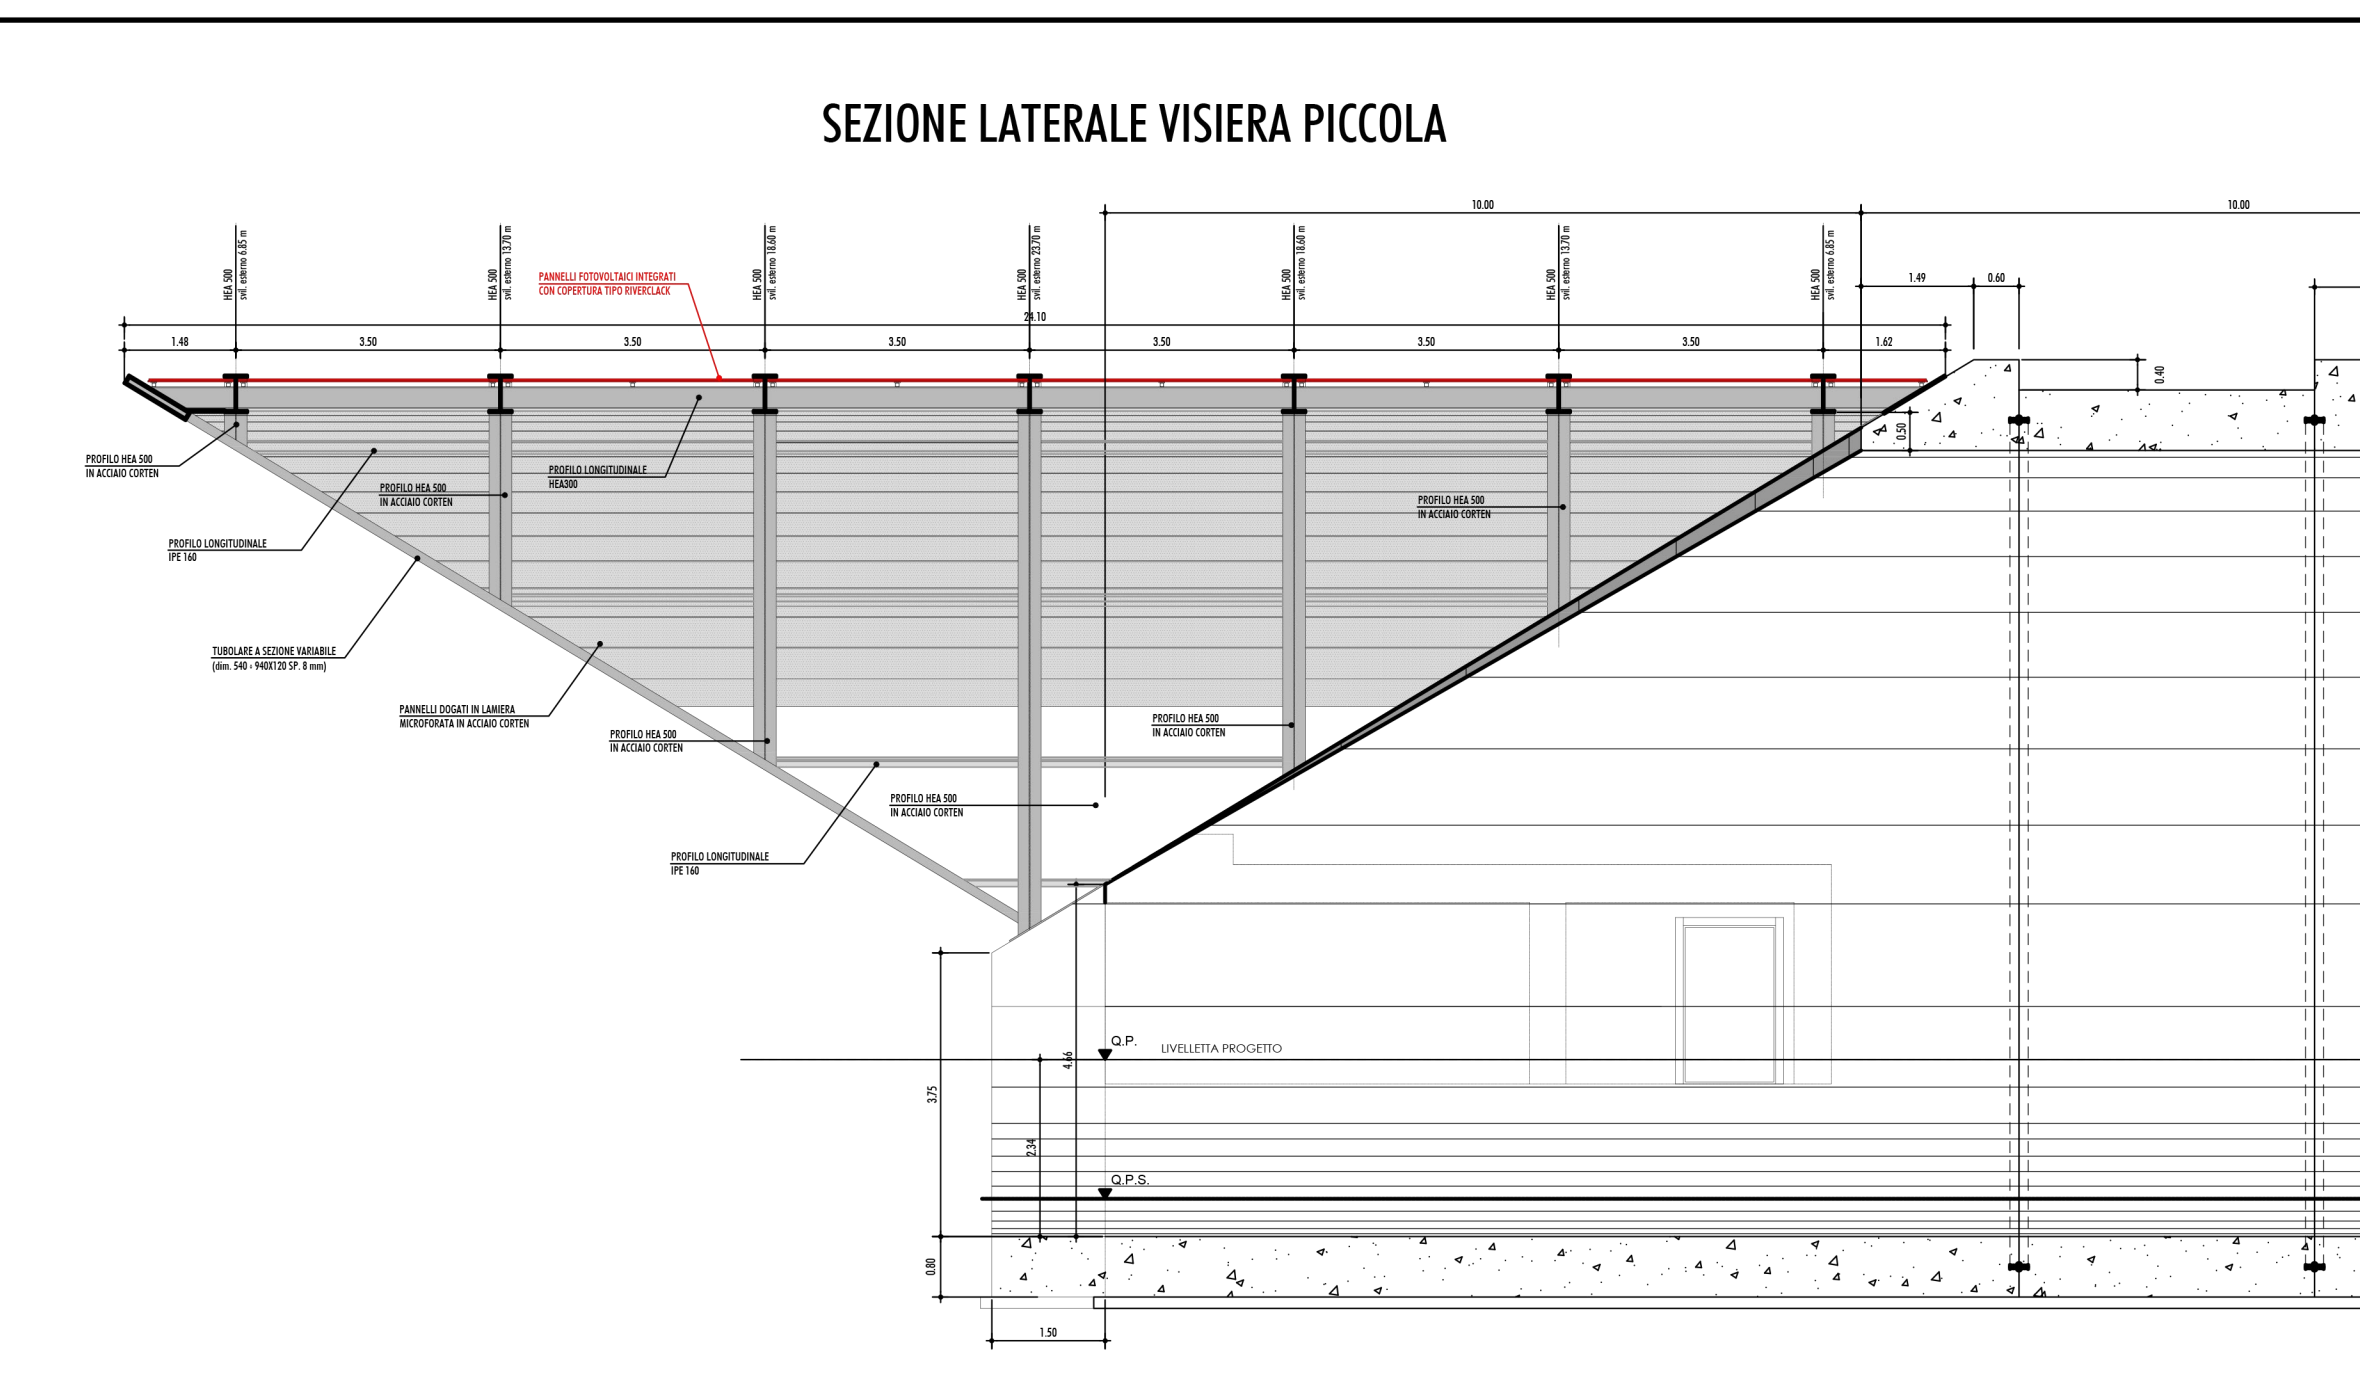 SEZIONE LATERALE VISIERA PICCOLA
10.00
10.00
HEA 500
svil. esterno 6.85 m
HEA 500
svil. esterno 13.70 m
HEA 500
svil. esterno 18.60 m
HEA 500
svil. esterno 23.70 m
HEA 500
svil. esterno 18.60 m
HEA 500
svil. esterno 13.70 m
HEA 500
svil. esterno 6.85 m
PANNELLI FOTOVOLTAICI INTEGRATI
CON COPERTURA TIPO RIVERCLACK
1.49
0.60
24.10
1.48
3.50
3.50
3.50
3.50
3.50
3.50
1.62
0.40
0.50
PROFILO HEA 500
IN ACCIAIO CORTEN
PROFILO HEA 500
IN ACCIAIO CORTEN
PROFILO LONGITUDINALE
HEA300
PROFILO HEA 500
IN ACCIAIO CORTEN
PROFILO LONGITUDINALE
IPE 160
TUBOLARE A SEZIONE VARIABILE
(dim. 540 ÷ 940X120 SP. 8 mm)
PANNELLI DOGATI IN LAMIERA
MICROFORATA IN ACCIAIO CORTEN
PROFILO HEA 500
IN ACCIAIO CORTEN
PROFILO HEA 500
IN ACCIAIO CORTEN
PROFILO HEA 500
IN ACCIAIO CORTEN
PROFILO LONGITUDINALE
IPE 160
Q.P.
LIVELLETTA PROGETTO
4.66
3.75
2.34
Q.P.S.
0.80
1.50